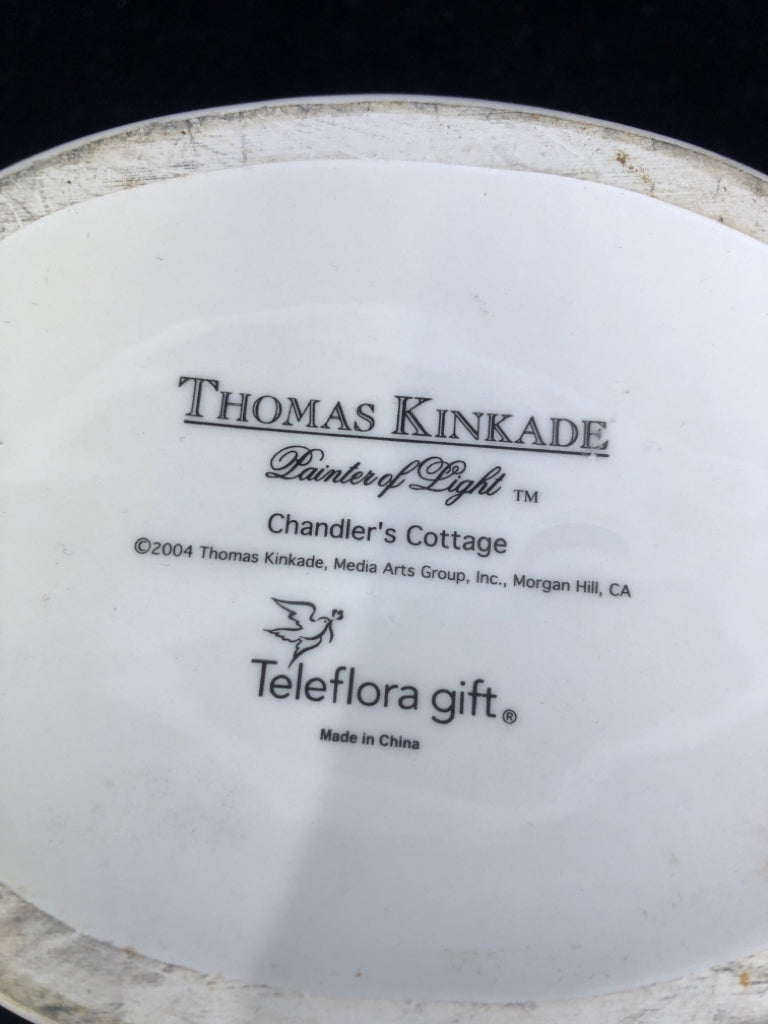 THOMAS KINKADE
Painter of Light ™
Chandler's Cottage
©2004 Thomas Kinkade, Media Arts Group, Inc., Morgan Hill, CA
Teleflora gift®
Made in China